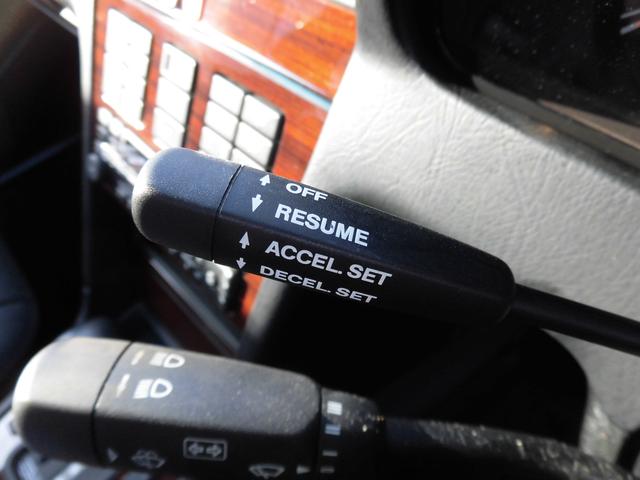 OFF
RESUME
ACCEL. SET
DECEL. SET